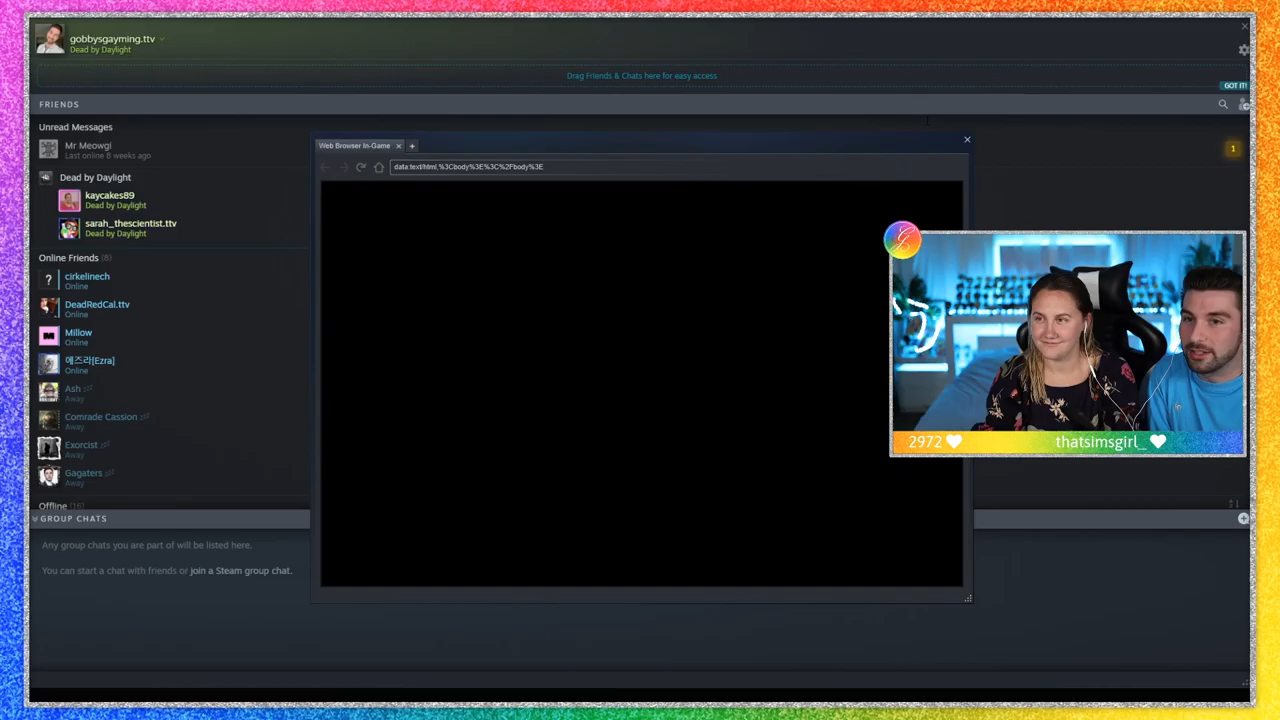 gobbysgayming.ttv
Dead by Daylight
Drag Friends & Chats here for easy access
GOT IT!
FRIENDS
Unread Messages
1
Mr Meowgi
Last online 8 weeks ago
Dead by Daylight
kaycakes89
Dead by Daylight
sarah_thescientist.ttv
Dead by Daylight
Online Friends (8)
cirkelinech
Online
DeadRedCal.ttv
Online
Millow
Online
에즈라[Ezra]
Online
Ash
Away
Comrade Cassion
Away
Exorcist
Away
Gagaters
Away
Offline (16)
GROUP CHATS
Any group chats you are part of will be listed here.
You can start a chat with friends or join a Steam group chat.
Web Browser In-Game
data:text/html,%3Cbody%3E%3C%2Fbody%3E
2972 thatsimsgirl_